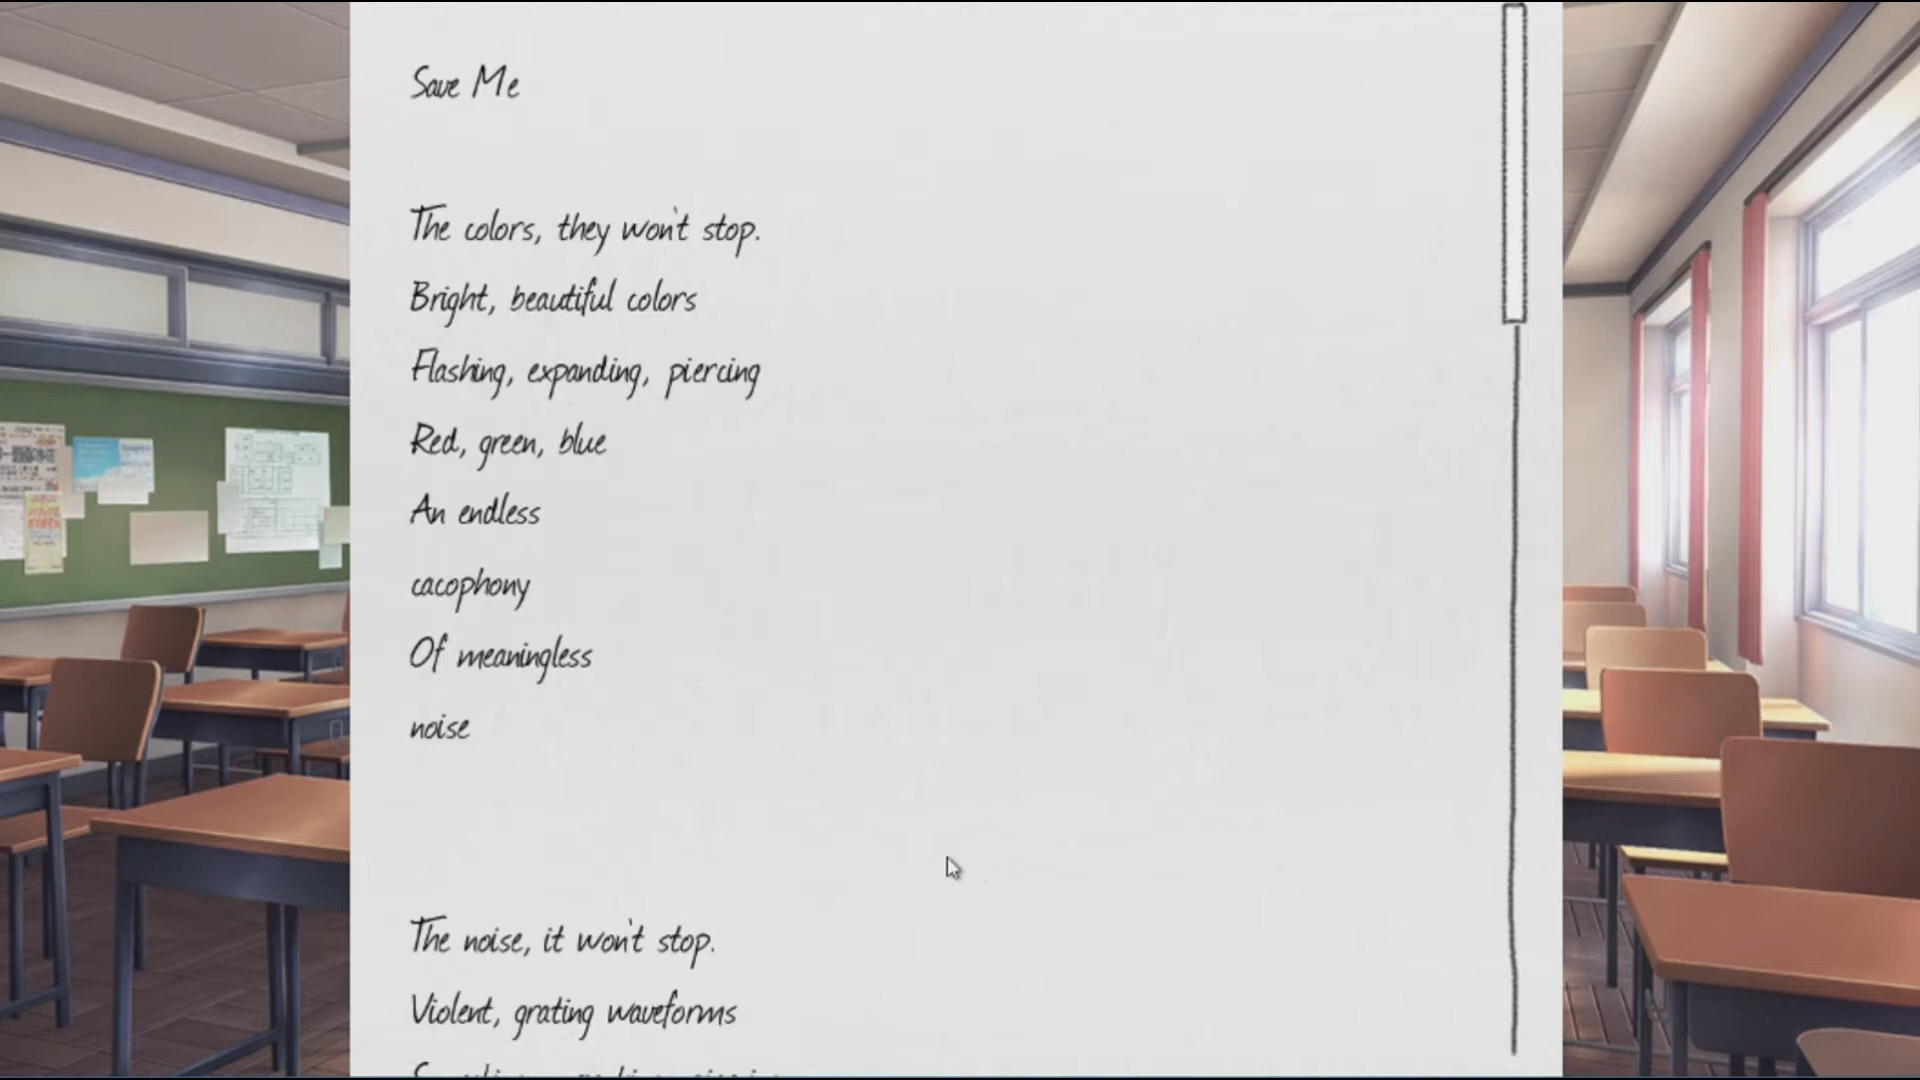 Save Me
The colors, they won't stop.
Bright, beautiful colors
Flashing, expanding, piercing
Red, green, blue
An endless
cacophony
Of meaningless
noise
The noise, it won't stop.
Violent, grating waveforms